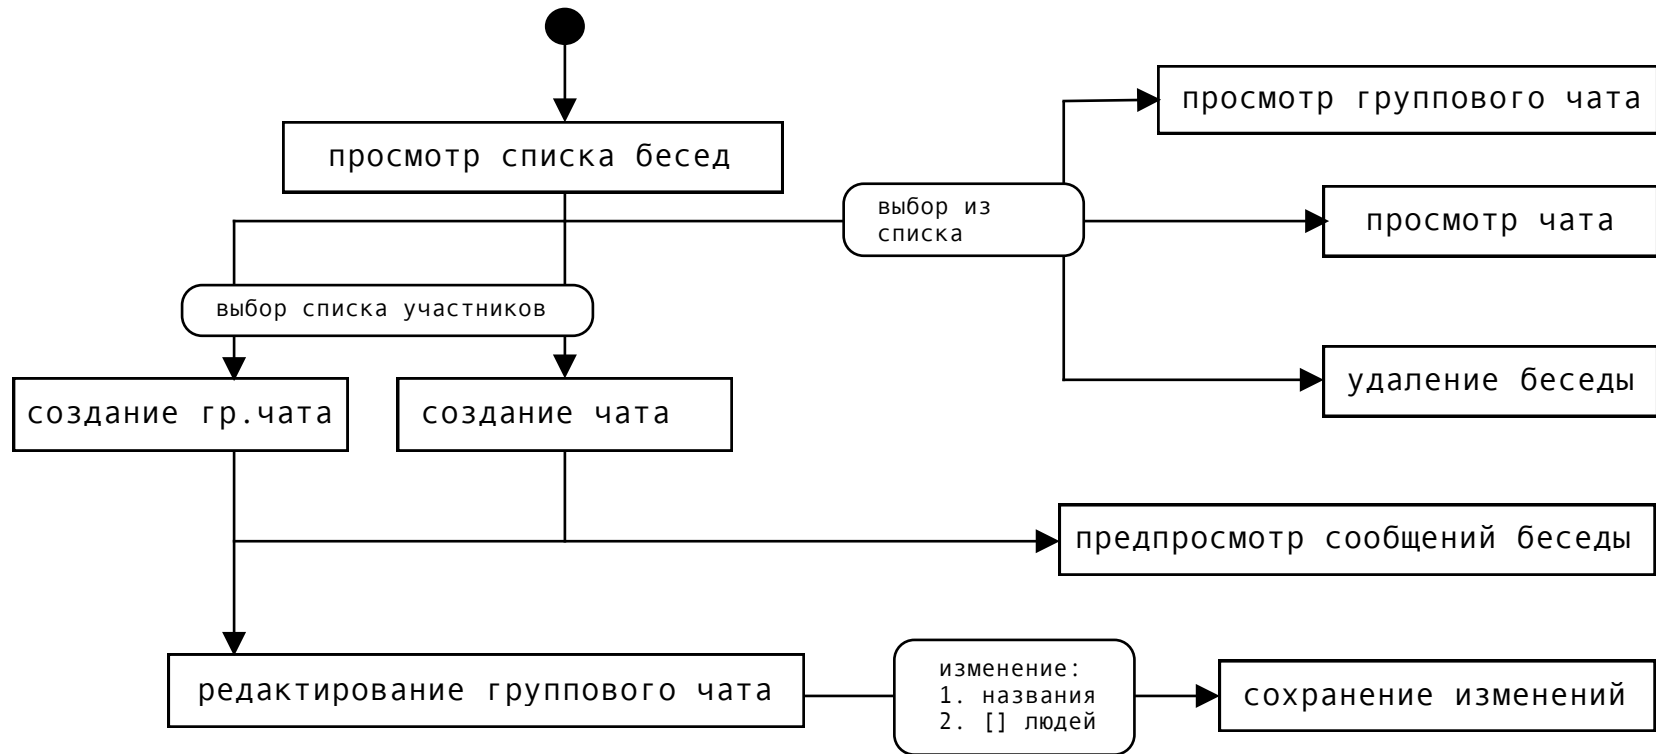 просмотр группового чата
просмотр списка бесед
выбор из
списка
просмотр чата
выбор списка участников
удаление беседы
создание гр.чата
создание чата
предпросмотр сообщений беседы
редактирование группового чата
изменение:
1. названия
2. [] людей
сохранение изменений